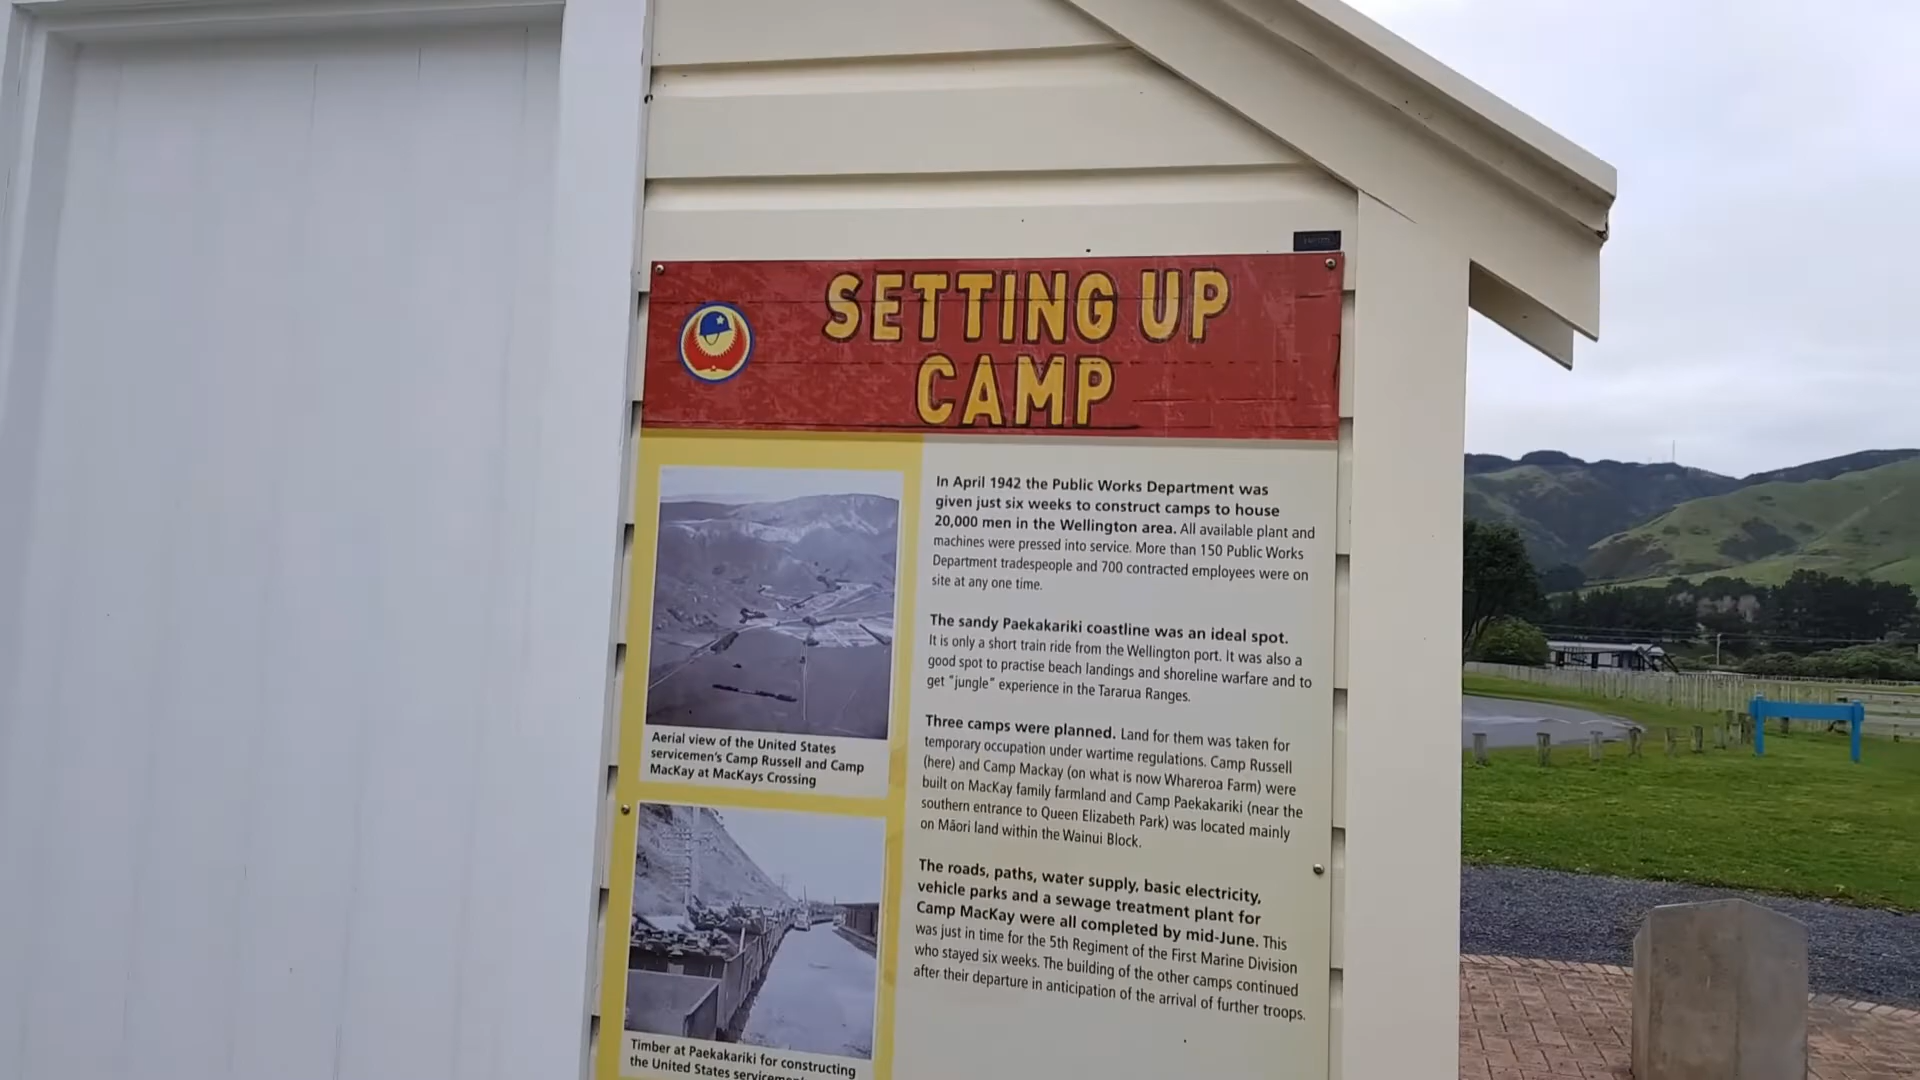 SETTING UP
CAMP
In April 1942 the Public Works Department was
given just six weeks to construct camps to house
20,000 men in the Wellington area. All available plant and
machines were pressed into service. More than 150 Public Works
Department tradespeople and 700 contracted employees were on
site at any one time.
The sandy Paekakariki coastline was an ideal spot.
It is only a short train ride from the Wellington port. It was also a
good spot to practise beach landings and shoreline warfare and to
get "jungle" experience in the Tararua Ranges.
Three camps were planned. Land for them was taken for
temporary occupation under wartime regulations. Camp Russell
(here) and Camp Mackay (on what is now Whareroa Farm) were
built on MacKay family farmland and Camp Paekakariki (near the
southern entrance to Queen Elizabeth Park) was located mainly
on Māori land within the Wainui Block.
The roads, paths, water supply, basic electricity,
vehicle parks and a sewage treatment plant for
Camp MacKay were all completed by mid-June. This
was just in time for the 5th Regiment of the First Marine Division
who stayed six weeks. The building of the other camps continued
after their departure in anticipation of the arrival of further troops.
Aerial view of the United States
servicemen's Camp Russell and Camp
MacKay at MacKays Crossing
Timber at Paekakariki for constructing
the United States